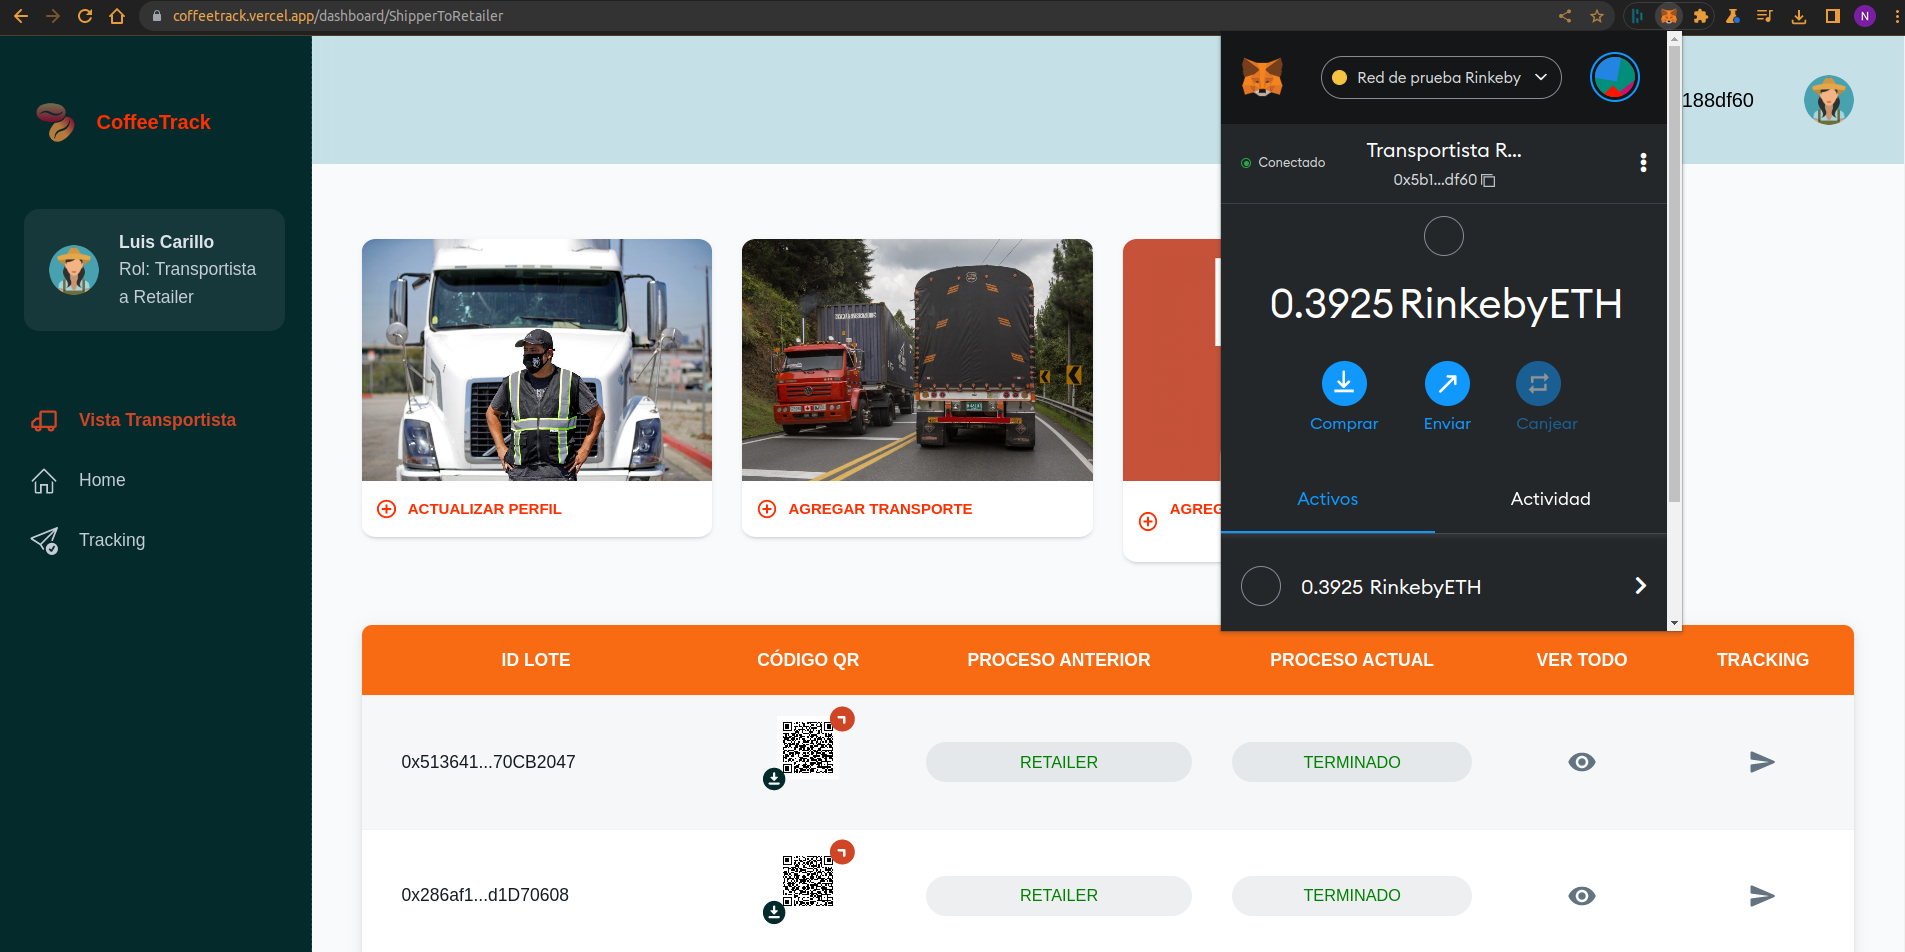 coffeetrack.vercel.app/dashboard/ShipperToRetailer
N
CoffeeTrack
Luis Carillo
Rol: Transportista
a Retailer
Vista Transportista
Home
Tracking
188df60
Red de prueba Rinkeby
Conectado
Transportista R...
0x5b1...df60
0.3925 RinkebyETH
Comprar
Enviar
Canjear
Activos
Actividad
0.3925 RinkebyETH
ACTUALIZAR PERFIL
AGREGAR TRANSPORTE
AGREG
ID LOTE
CÓDIGO QR
PROCESO ANTERIOR
PROCESO ACTUAL
VER TODO
TRACKING
0x513641...70CB2047
RETAILER
TERMINADO
0x286af1...d1D70608
RETAILER
TERMINADO